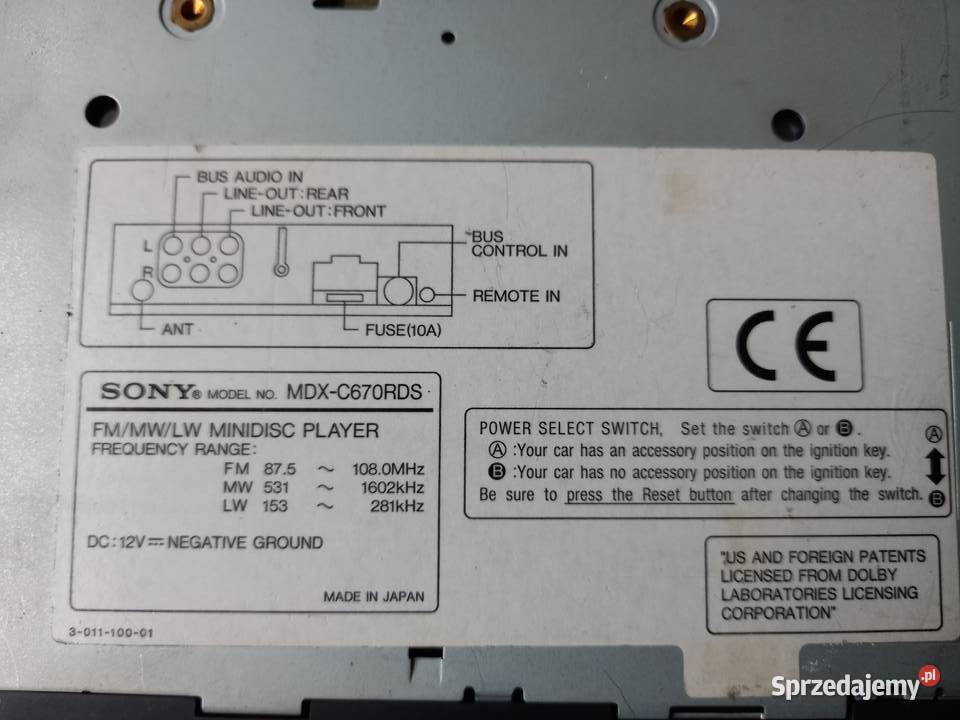 BUS AUDIO IN
LINE-OUT:REAR
LINE-OUT:FRONT
L
R
BUS
CONTROL IN
REMOTE IN
ANT
FUSE(10A)
CE
SONY® MODEL NO. MDX-C670RDS
FM/MW/LW MINIDISC PLAYER
FREQUENCY RANGE:
FM 87.5 ~ 108.0MHz
MW 531 ~ 1602kHz
LW 153 ~ 281kHz
DC:12V⎓NEGATIVE GROUND
MADE IN JAPAN
3-011-100-01
POWER SELECT SWITCH, Set the switch Ⓐ or 🅑.
Ⓐ:Your car has an accessory position on the ignition key.
🅑:Your car has no accessory position on the ignition key.
Be sure to press the Reset button after changing the switch.
Ⓐ
🅑
"US AND FOREIGN PATENTS
LICENSED FROM DOLBY
LABORATORIES LICENSING
CORPORATION"
Sprzedajemy.pl